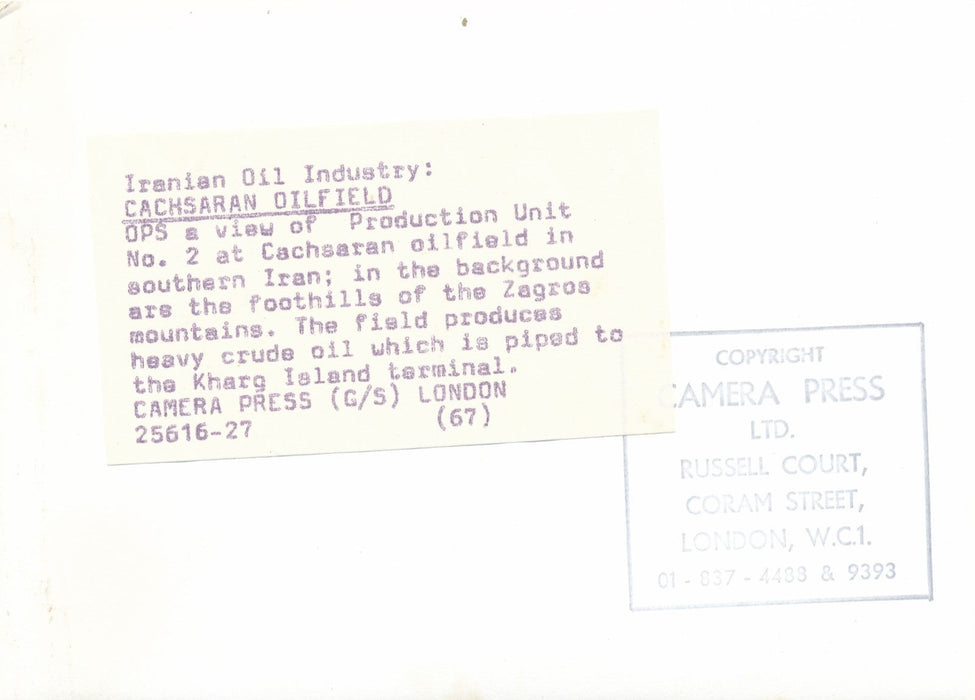 Iranian Oil Industry:
CACHSARAN OILFIELD
OPS a view of Production Unit
No. 2 at Cachsaran oilfield in
southern Iran; in the background
are the foothills of the Zagros
mountains. The field produces
heavy crude oil which is piped to
the Kharg Island terminal.
CAMERA PRESS (G/S) LONDON
25616-27 (67)
COPYRIGHT
CAMERA PRESS
LTD.
RUSSELL COURT,
CORAM STREET,
LONDON, W.C.1.
01 - 837 - 4488 & 9393